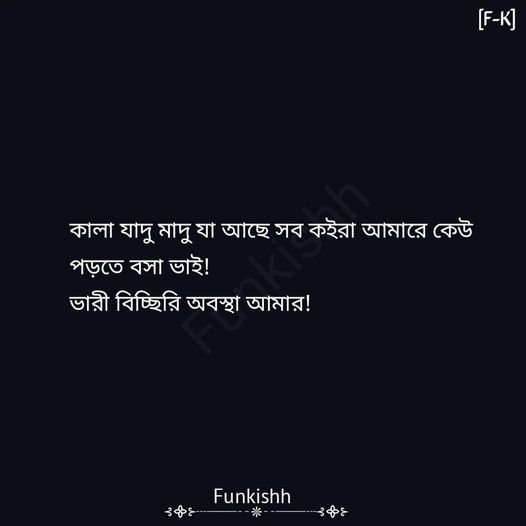 [F-K]
কালা যাদু মাদু যা আছে সব কইরা আমারে কেউ
পড়তে বসা ভাই!
ভারী বিচ্ছিরি অবস্থা আমার!
Funkishh
Funkishh